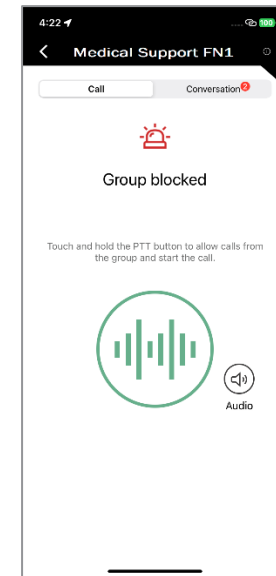 4:22
100
Medical Support FN1
Call
Conversation 2
Group blocked
Touch and hold the PTT button to allow calls from
the group and start the call.
Audio